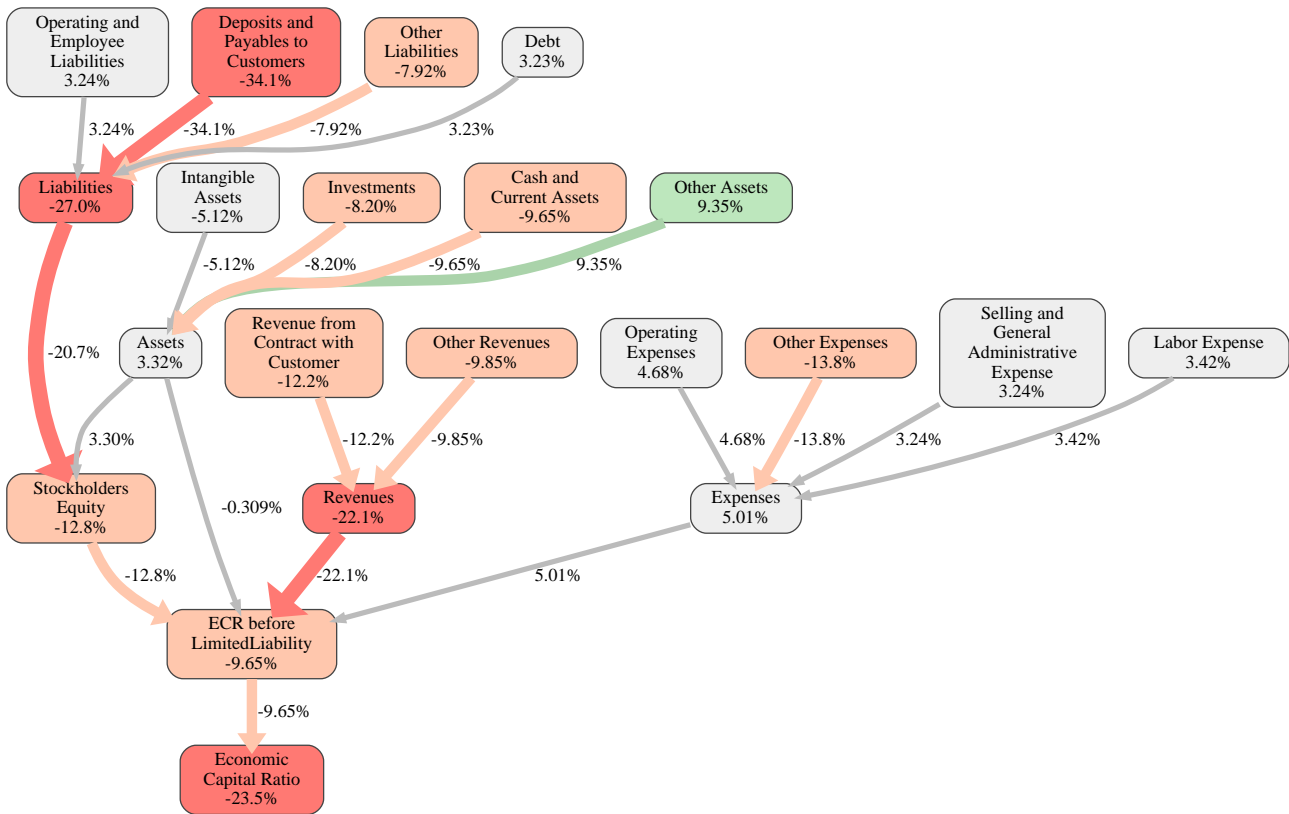 Operating and
Employee
Liabilities
3.24%
Deposits and
Payables to
Customers
-34.1%
Other
Liabilities
-7.92%
Debt
3.23%
3.24%
-34.1%
-7.92%
3.23%
Liabilities
-27.0%
Intangible
Assets
-5.12%
Investments
-8.20%
Cash and
Current Assets
-9.65%
Other Assets
9.35%
-5.12%
-8.20%
-9.65%
9.35%
-20.7%
Assets
3.32%
Revenue from
Contract with
Customer
-12.2%
Other Revenues
-9.85%
Operating
Expenses
4.68%
Other Expenses
-13.8%
Selling and
General
Administrative
Expense
3.24%
Labor Expense
3.42%
3.30%
-12.2%
-9.85%
4.68%
-13.8%
3.24%
3.42%
Stockholders
Equity
-12.8%
-0.309%
Revenues
-22.1%
Expenses
5.01%
-12.8%
-22.1%
5.01%
ECR before
LimitedLiability
-9.65%
-9.65%
Economic
Capital Ratio
-23.5%